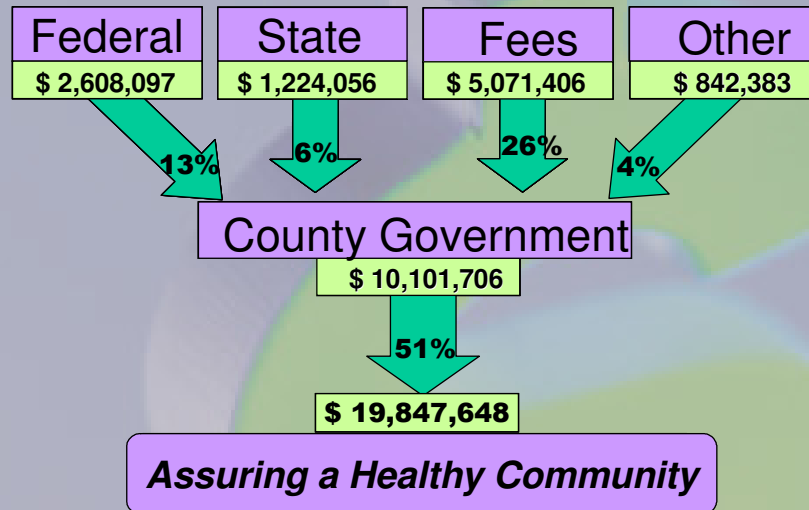 Federal State Fees Other
$ 2,608,097 $ 1,224,056 $ 5,071,406 $ 842,383
13% 6% 26% 4%
County Government
$ 10,101,706
51%
$ 19,847,648
Assuring a Healthy Community